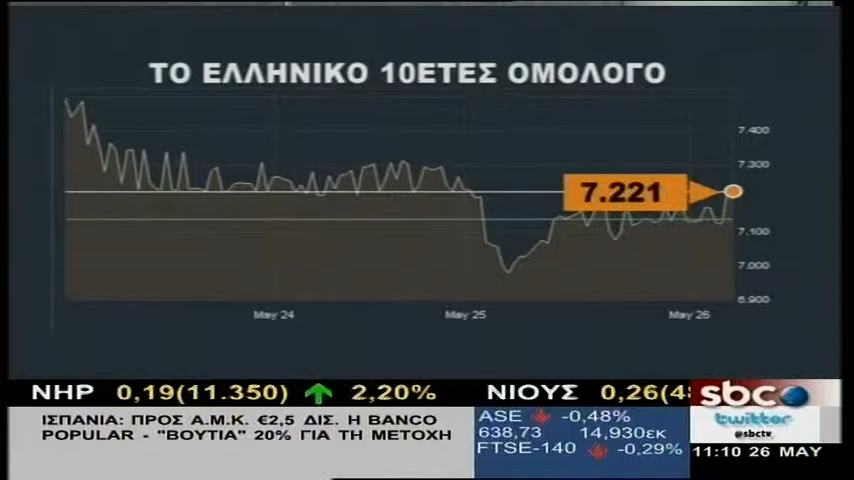 ΤΟ ΕΛΛΗΝΙΚΟ 10ΕΤΕΣ ΟΜΟΛΟΓΟ
7.400
7.300
7.221
7.100
7.000
6.900
May 24 May 25 May 26
ΝΗΡ 0,19(11.350) 2,20% ΝΙΟΥΣ 0,26(4
sbc
ΙΣΠΑΝΙΑ: ΠΡΟΣ Α.Μ.Κ. €2,5 ΔΙΣ. Η BANCO
POPULAR - "ΒΟΥΤΙΑ" 20% ΓΙΑ ΤΗ ΜΕΤΟΧΗ
ASE -0,48%
638,73 14,930εκ
FTSE-140 -0,29%
twitter
@sbctv
11:10 26 MAY